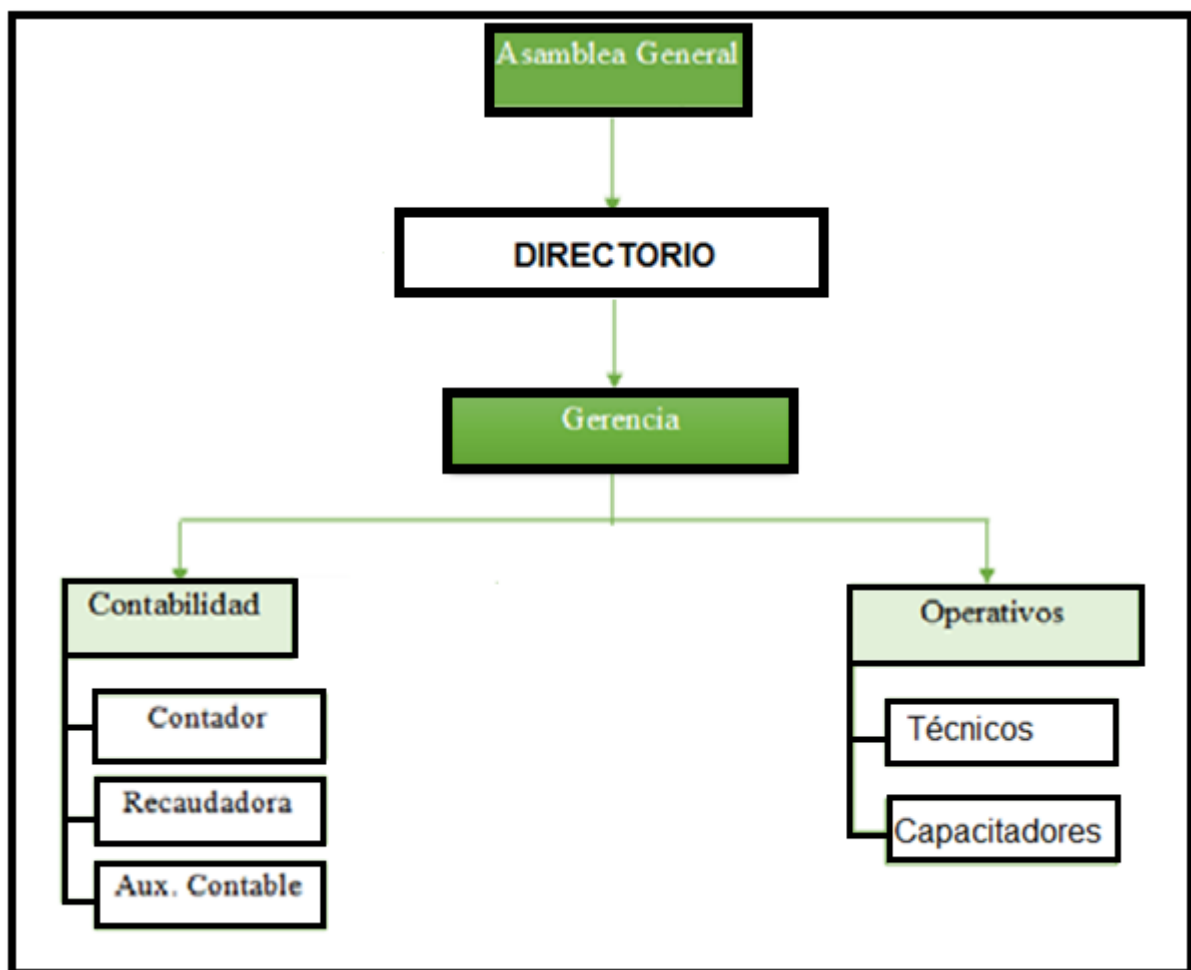 Asamblea General
DIRECTORIO
Gerencia
Contabilidad
Contador
Recaudadora
Aux. Contable
Operativos
Técnicos
Capacitadores